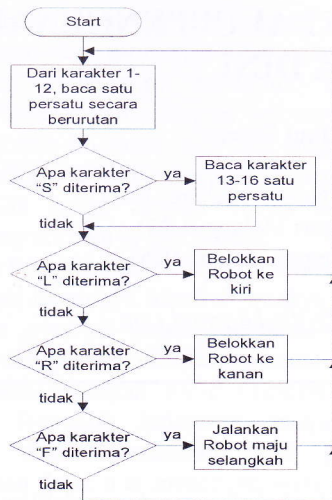 Start
Dari karakter 1-
12, baca satu
persatu secara
berurutan
Apa karakter
"S" diterima?
ya
Baca karakter
13-16 satu
persatu
tidak
Apa karakter
"L" diterima?
ya
Belokkan
Robot ke
kiri
tidak
Apa karakter
"R" diterima?
ya
Belokkan
Robot ke
kanan
tidak
Apa karakter
"F" diterima?
ya
Jalankan
Robot maju
selangkah
tidak